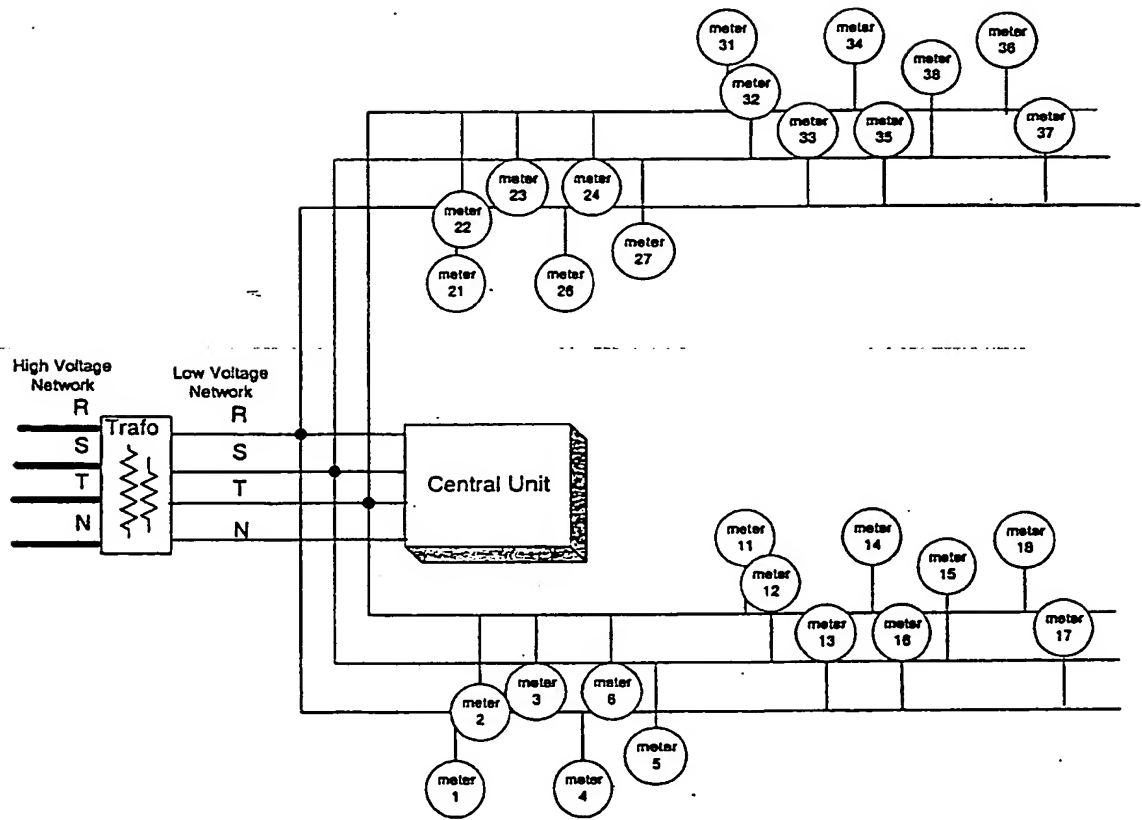 meter
31
meter
34
meter
38
meter
36
meter
32
meter
33
meter
35
meter
37
meter
23
meter
24
meter
22
meter
27
meter
21
meter
26
High Voltage
Network
Low Voltage
Network
R
S
T
N
Trafo
R
S
T
N
Central Unit
meter
11
meter
14
meter
15
meter
18
meter
12
meter
13
meter
16
meter
17
meter
2
meter
3
meter
6
meter
5
meter
1
meter
4